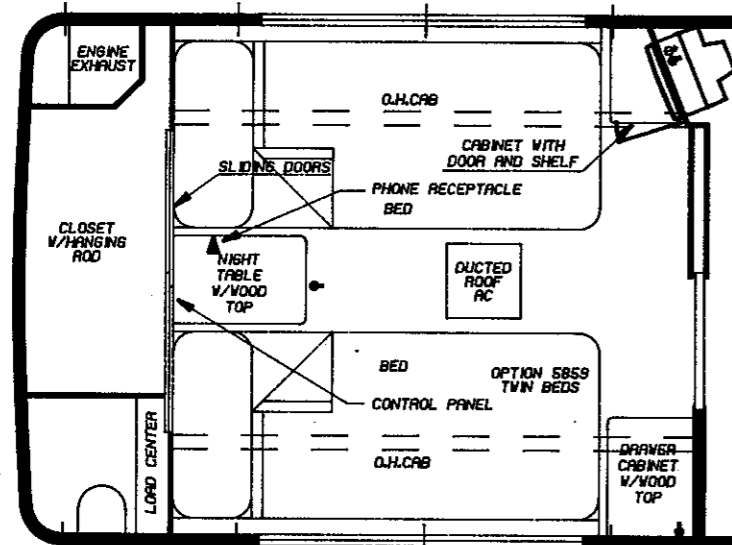 ENGINE
EXHAUST
O.H.CAB
CABINET WITH
DOOR AND SHELF
SLIDING DOORS
PHONE RECEPTACLE
BED
CLOSET
W/HANGING
ROD
NIGHT
TABLE
W/WOOD
TOP
DUCTED
ROOF
AC
BED
OPTION 5859
TWIN BEDS
CONTROL PANEL
LOAD CENTER
O.H.CAB
DRAWER
CABINET
W/WOOD
TOP